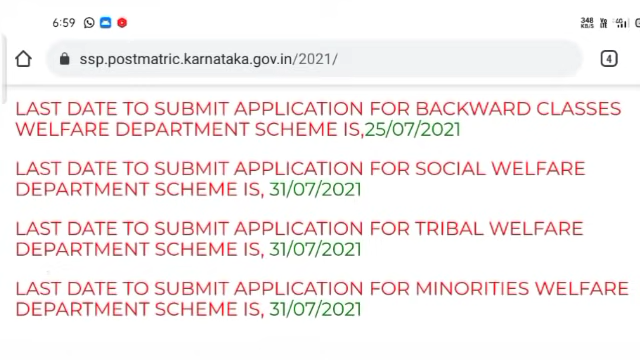 6:59
348 KB/S
4G
ssp.postmatric.karnataka.gov.in/2021/
4
LAST DATE TO SUBMIT APPLICATION FOR BACKWARD CLASSES
WELFARE DEPARTMENT SCHEME IS,25/07/2021
LAST DATE TO SUBMIT APPLICATION FOR SOCIAL WELFARE
DEPARTMENT SCHEME IS, 31/07/2021
LAST DATE TO SUBMIT APPLICATION FOR TRIBAL WELFARE
DEPARTMENT SCHEME IS, 31/07/2021
LAST DATE TO SUBMIT APPLICATION FOR MINORITIES WELFARE
DEPARTMENT SCHEME IS, 31/07/2021